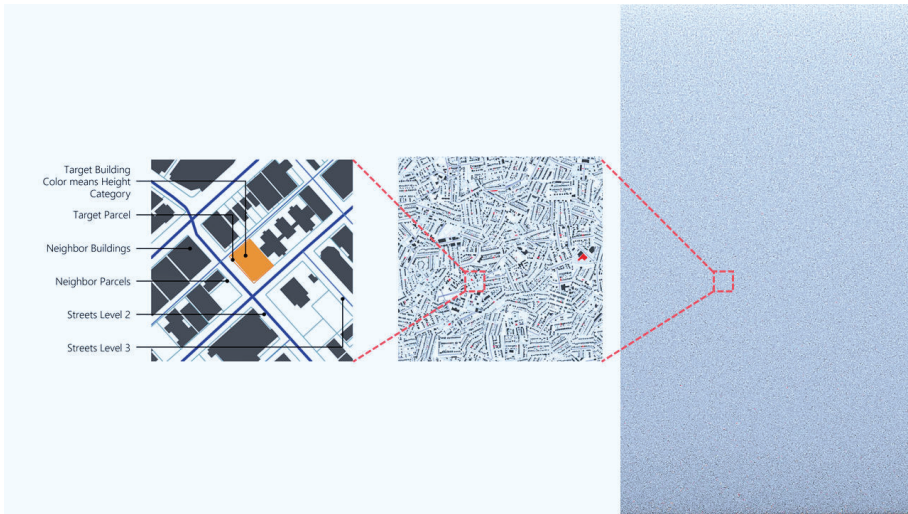 Target Building
Color means Height
Category
Target Parcel
Neighbor Buildings
Neighbor Parcels
Streets Level 2
Streets Level 3